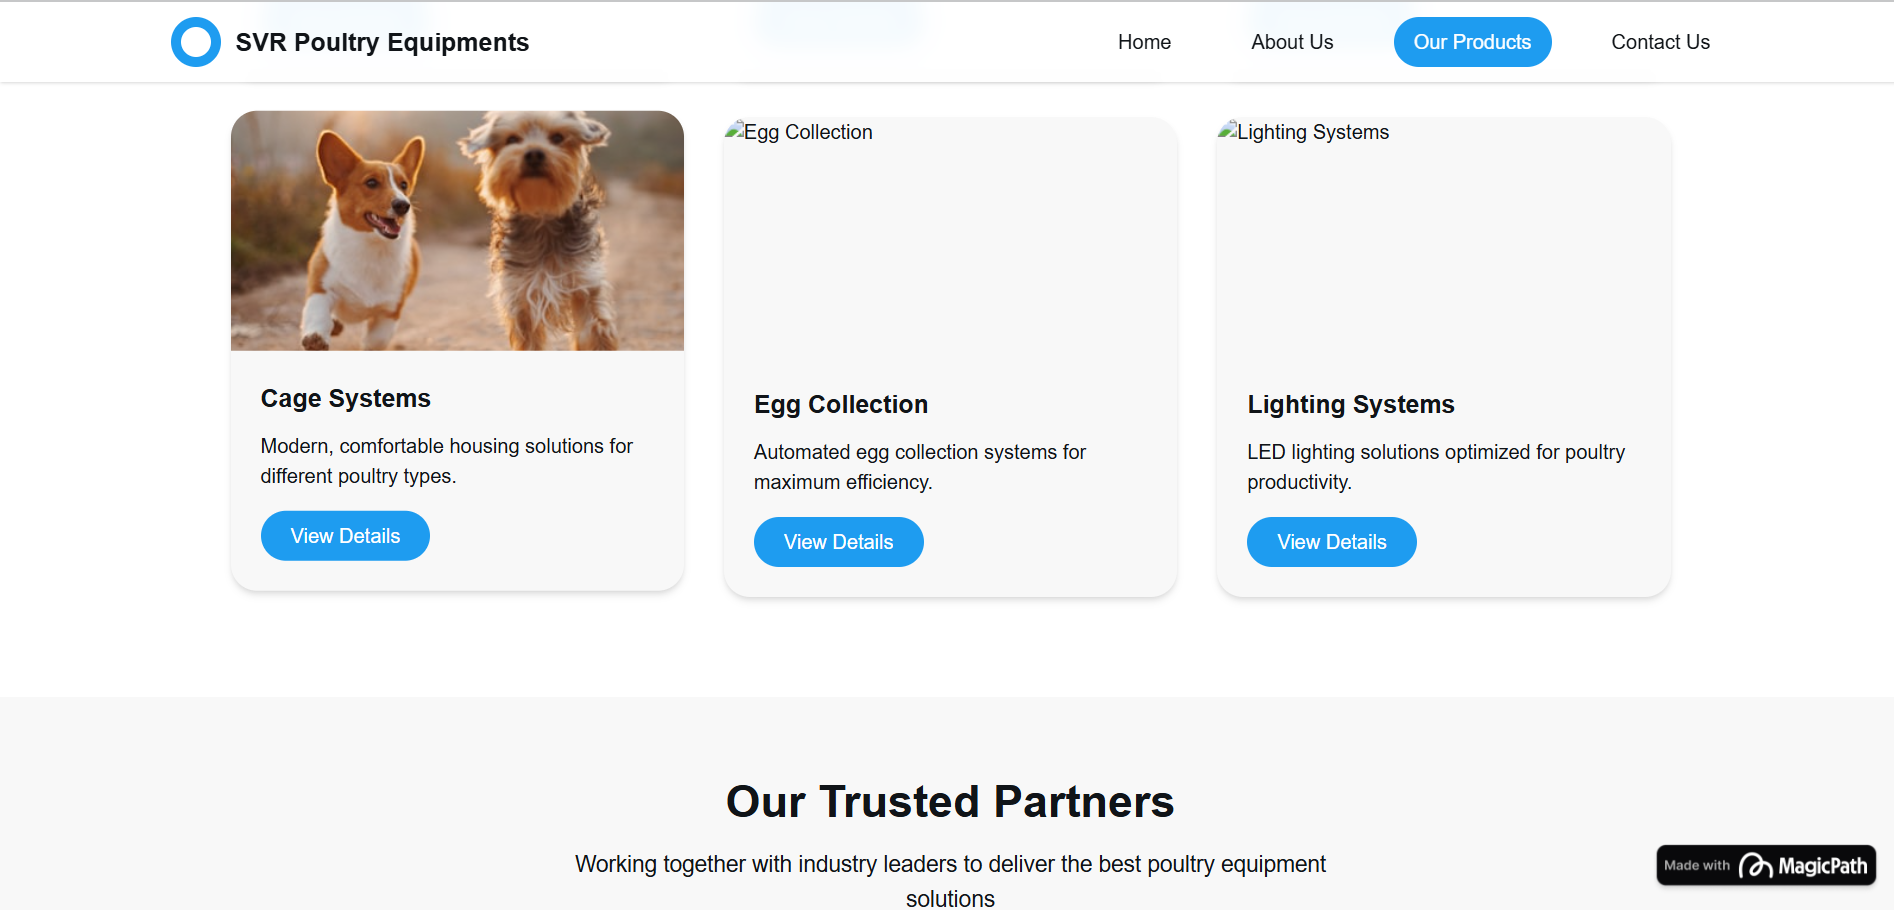 SVR Poultry Equipments
Home
About Us
Our Products
Contact Us
Cage Systems
Modern, comfortable housing solutions for
different poultry types.
View Details
Egg Collection
Egg Collection
Automated egg collection systems for
maximum efficiency.
View Details
Lighting Systems
Lighting Systems
LED lighting solutions optimized for poultry
productivity.
View Details
Our Trusted Partners
Working together with industry leaders to deliver the best poultry equipment
solutions
Made with MagicPath